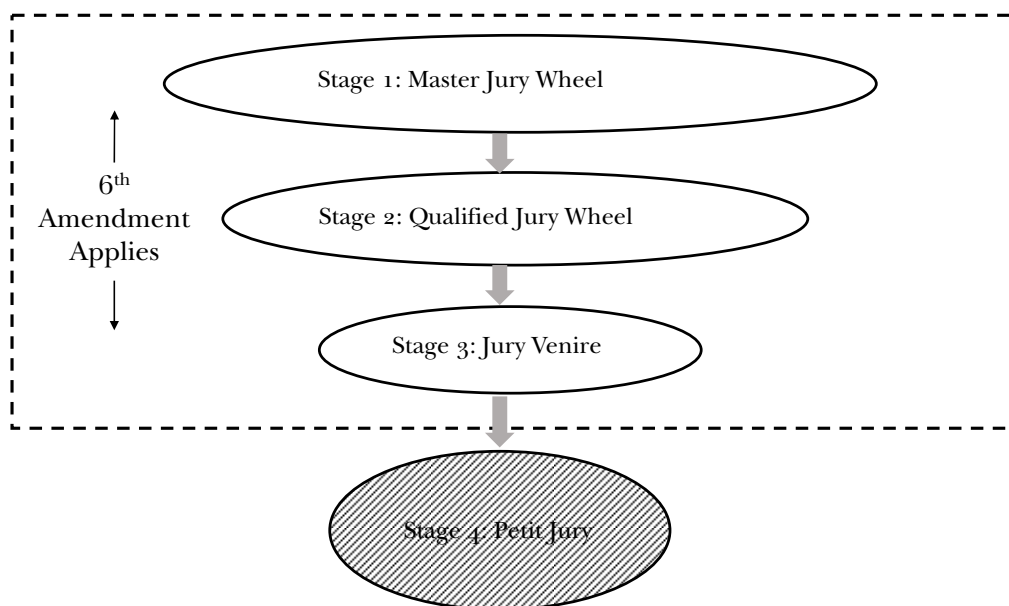 Stage 1: Master Jury Wheel
6th
Amendment
Applies
Stage 2: Qualified Jury Wheel
Stage 3: Jury Venire
Stage 4: Petit Jury